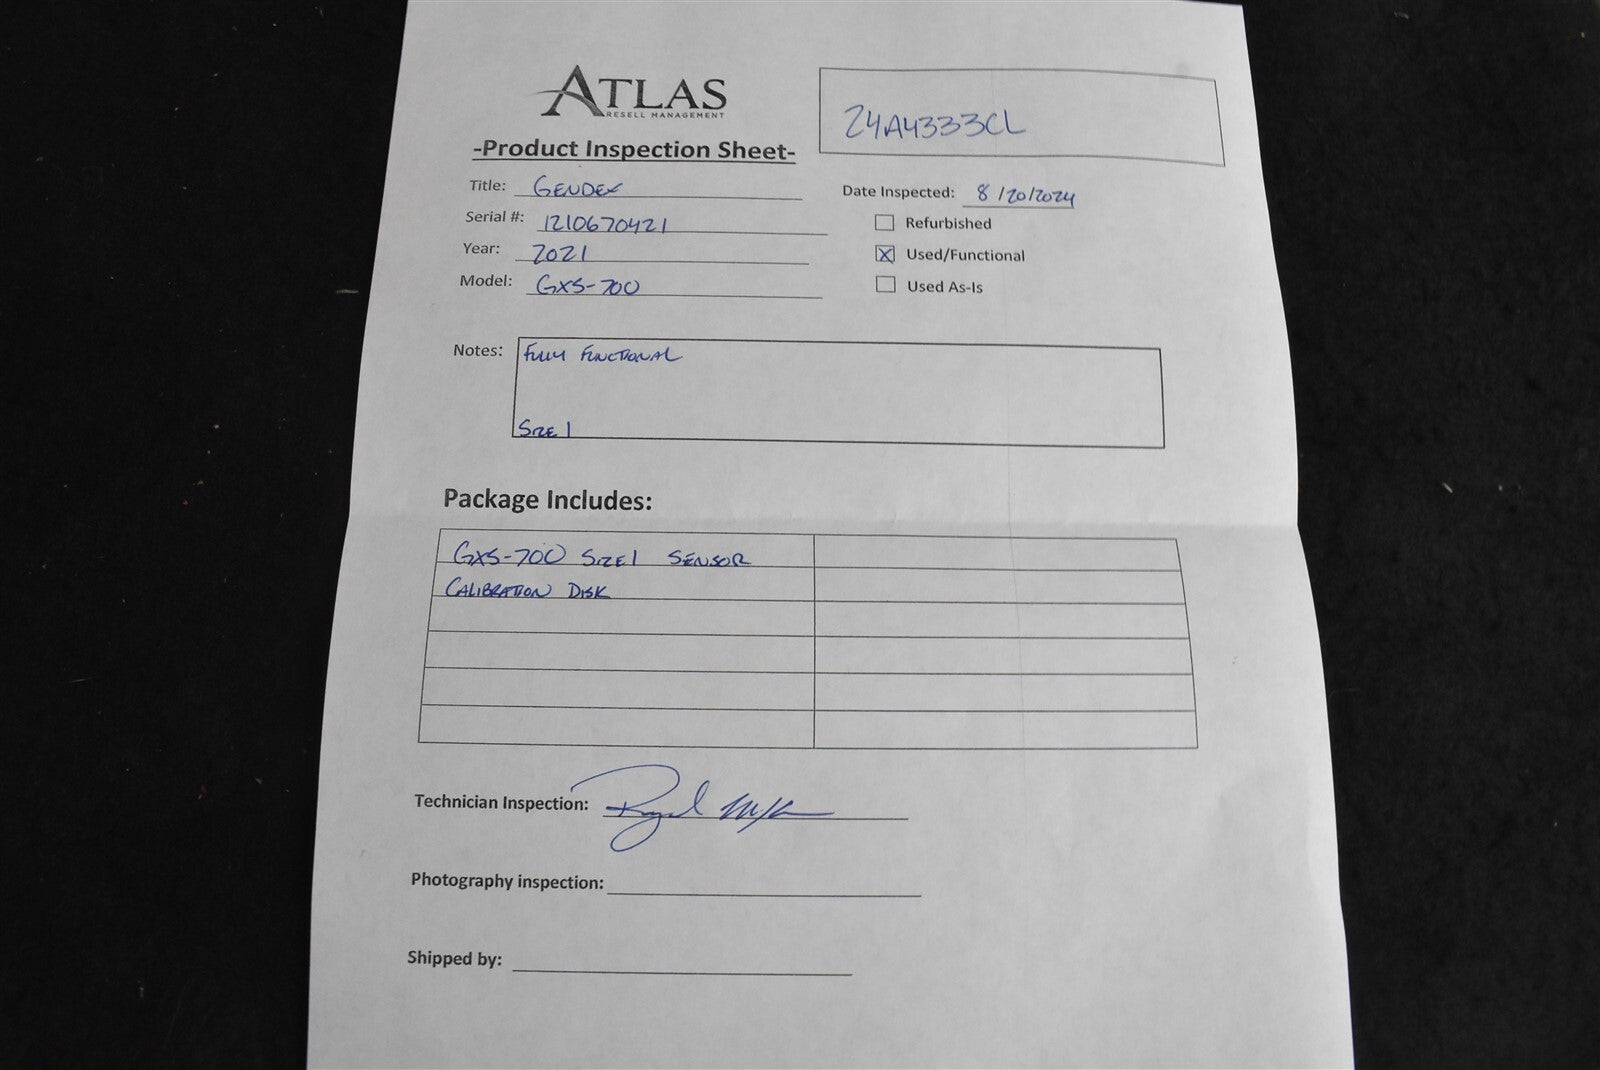 ATLAS
RESELL MANAGEMENT
24A4333CL
-Product Inspection Sheet-
Title: GENDEX
Date Inspected: 8/20/2024
Serial #: 1210670421
Refurbished
Year: 2021
X Used/Functional
Model: GXS-700
Used As-Is
Notes: FULLY FUNCTIONAL
SIZE 1
Package Includes:
GXS-700 SIZE 1 SENSOR
CALIBRATION DISK
Technician Inspection:
Photography inspection:
Shipped by: